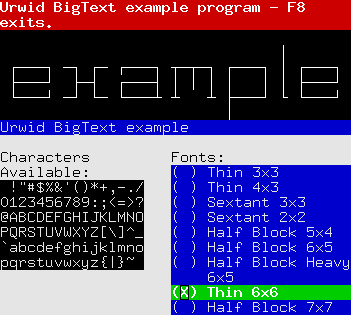 Urwid BigText example program - F8
exits.
example
Urwid BigText example
Characters
Available:
 !"#$%&'()*+,-./
0123456789:;<=>?
@ABCDEFGHIJKLMNO
PQRSTUVWXYZ[\]^_
`abcdefghijklmno
pqrstuvwxyz{|}~
Fonts:
( ) Thin 3x3
( ) Thin 4x3
( ) Sextant 3x3
( ) Sextant 2x2
( ) Half Block 5x4
( ) Half Block 6x5
( ) Half Block Heavy
6x5
(X) Thin 6x6
( ) Half Block 7x7